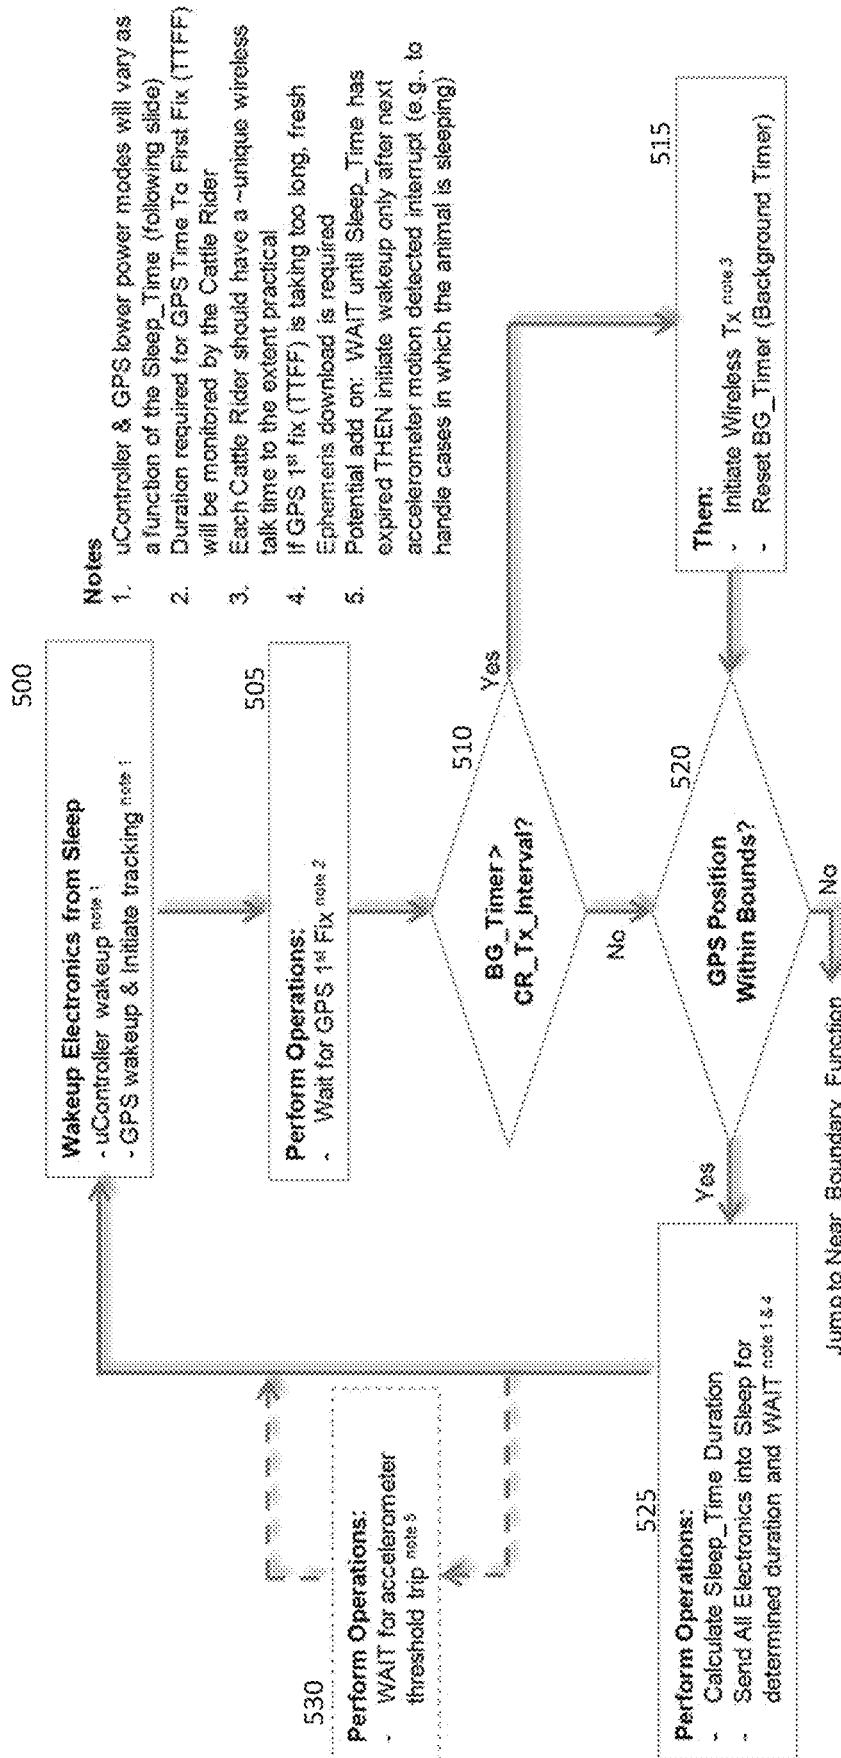 500
Wakeup Electronics from Sleep
- uController wakeup note 1
- GPS wakeup & Initiate tracking note 1
505
Perform Operations:
- Wait for GPS 1st Fix note 2
510
BG_Timer >
CR_Tx_Interval?
Yes
No
515
Then:
- Initiate Wireless Tx note 3
- Reset BG_Timer (Background Timer)
520
GPS Position
Within Bounds?
Yes
No
Jump to Near Boundary Function
525
Perform Operations:
- Calculate Sleep_Time Duration
- Send All Electronics into Sleep for
determined duration and WAIT note 1 & 4
530
Perform Operations:
- WAIT for accelerometer
threshold trip note 5
Notes
1. uController & GPS lower power modes will vary as
a function of the Sleep_Time (following slide)
2. Duration required for GPS Time To First Fix (TTFF)
will be monitored by the Cattle Rider
3. Each Cattle Rider should have a ~unique wireless
talk time to the extent practical
4. If GPS 1st fix (TTFF) is taking too long, fresh
Ephemeris download is required
5. Potential add on: WAIT until Sleep_Time has
expired THEN initiate wakeup only after next
accelerometer motion detected interrupt (e.g., to
handle cases in which the animal is sleeping)